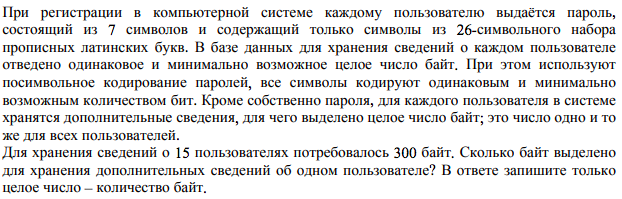 При регистрации в компьютерной системе каждому пользователю выдаётся пароль,
состоящий из 7 символов и содержащий только символы из 26-символьного набора
прописных латинских букв. В базе данных для хранения сведений о каждом пользователе
отведено одинаковое и минимально возможное целое число байт. При этом используют
посимвольное кодирование паролей, все символы кодируют одинаковым и минимально
возможным количеством бит. Кроме собственно пароля, для каждого пользователя в системе
хранятся дополнительные сведения, для чего выделено целое число байт; это число одно и то
же для всех пользователей.
Для хранения сведений о 15 пользователях потребовалось 300 байт. Сколько байт выделено
для хранения дополнительных сведений об одном пользователе? В ответе запишите только
целое число – количество байт.